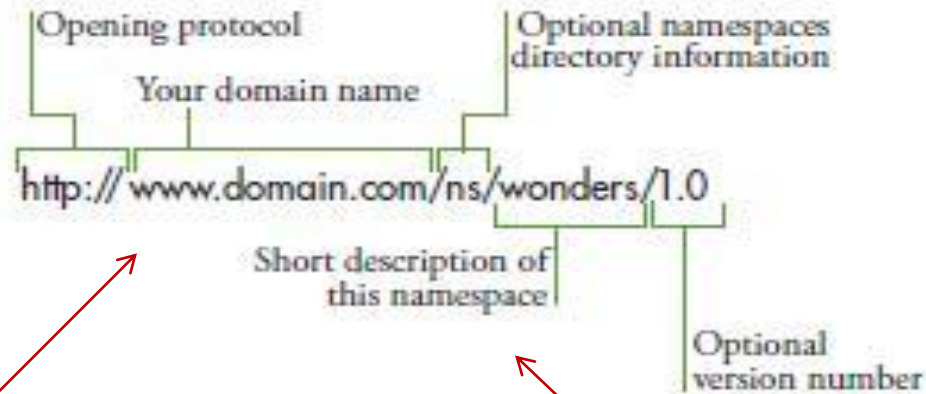 Opening protocol
Optional namespaces
directory information
Your domain name
http://www.domain.com/ns/wonders/1.0
Short description of
this namespace
Optional
version number